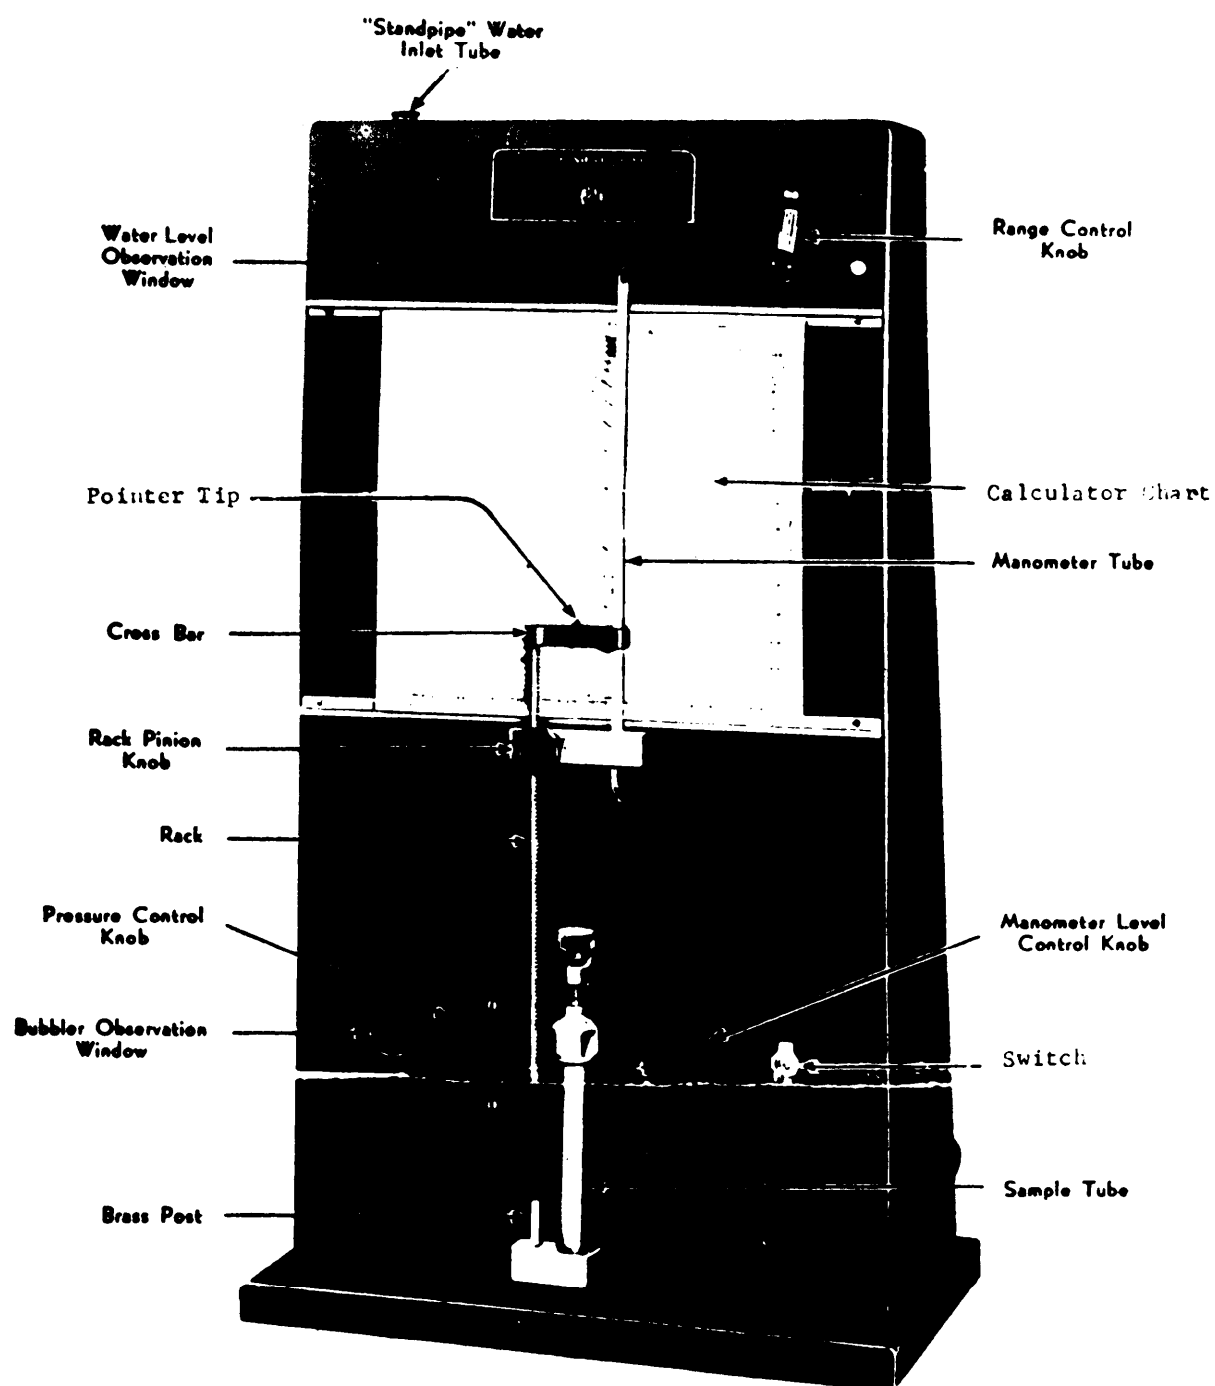 "Standpipe" Water
Inlet Tube
Water Level
Observation
Window
Range Control
Knob
Pointer Tip
Calculator Chart
Manometer Tube
Cross Bar
Rack Pinion
Knob
Rack
Pressure Control
Knob
Manometer Level
Control Knob
Bubbler Observation
Window
Switch
Sample Tube
Brass Post